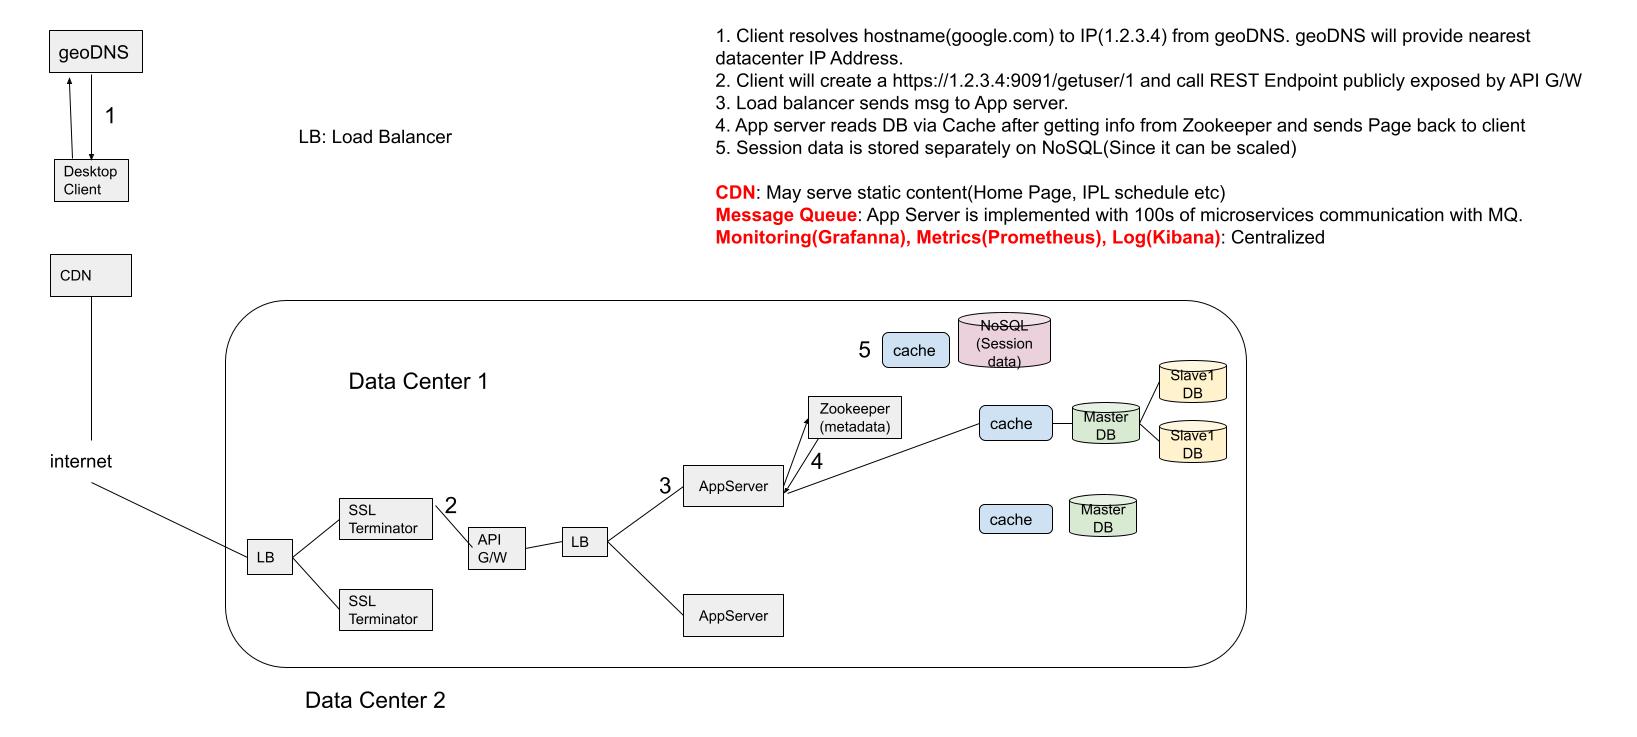 geoDNS
1
Desktop
Client
LB: Load Balancer
1. Client resolves hostname(google.com) to IP(1.2.3.4) from geoDNS. geoDNS will provide nearest
datacenter IP Address.
2. Client will create a https://1.2.3.4:9091/getuser/1 and call REST Endpoint publicly exposed by API G/W
3. Load balancer sends msg to App server.
4. App server reads DB via Cache after getting info from Zookeeper and sends Page back to client
5. Session data is stored separately on NoSQL(Since it can be scaled)
CDN: May serve static content(Home Page, IPL schedule etc)
Message Queue: App Server is implemented with 100s of microservices communication with MQ.
Monitoring(Grafanna), Metrics(Prometheus), Log(Kibana): Centralized
CDN
internet
Data Center 1
5
cache
NoSQL
(Session
data)
Zookeeper
(metadata)
4
cache
Master
DB
Slave1
DB
Slave1
DB
3
AppServer
2
SSL
Terminator
API
G/W
LB
LB
cache
Master
DB
SSL
Terminator
AppServer
Data Center 2